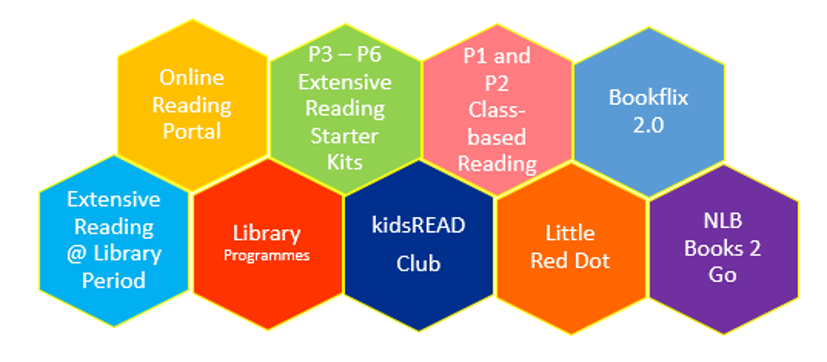 Online
Reading
Portal
P3 – P6
Extensive
Reading
Starter
Kits
P1 and
P2
Class-
based
Reading
Bookflix
2.0
Extensive
Reading
@ Library
Period
Library
Programmes
kidsREAD
Club
Little
Red Dot
NLB
Books 2
Go